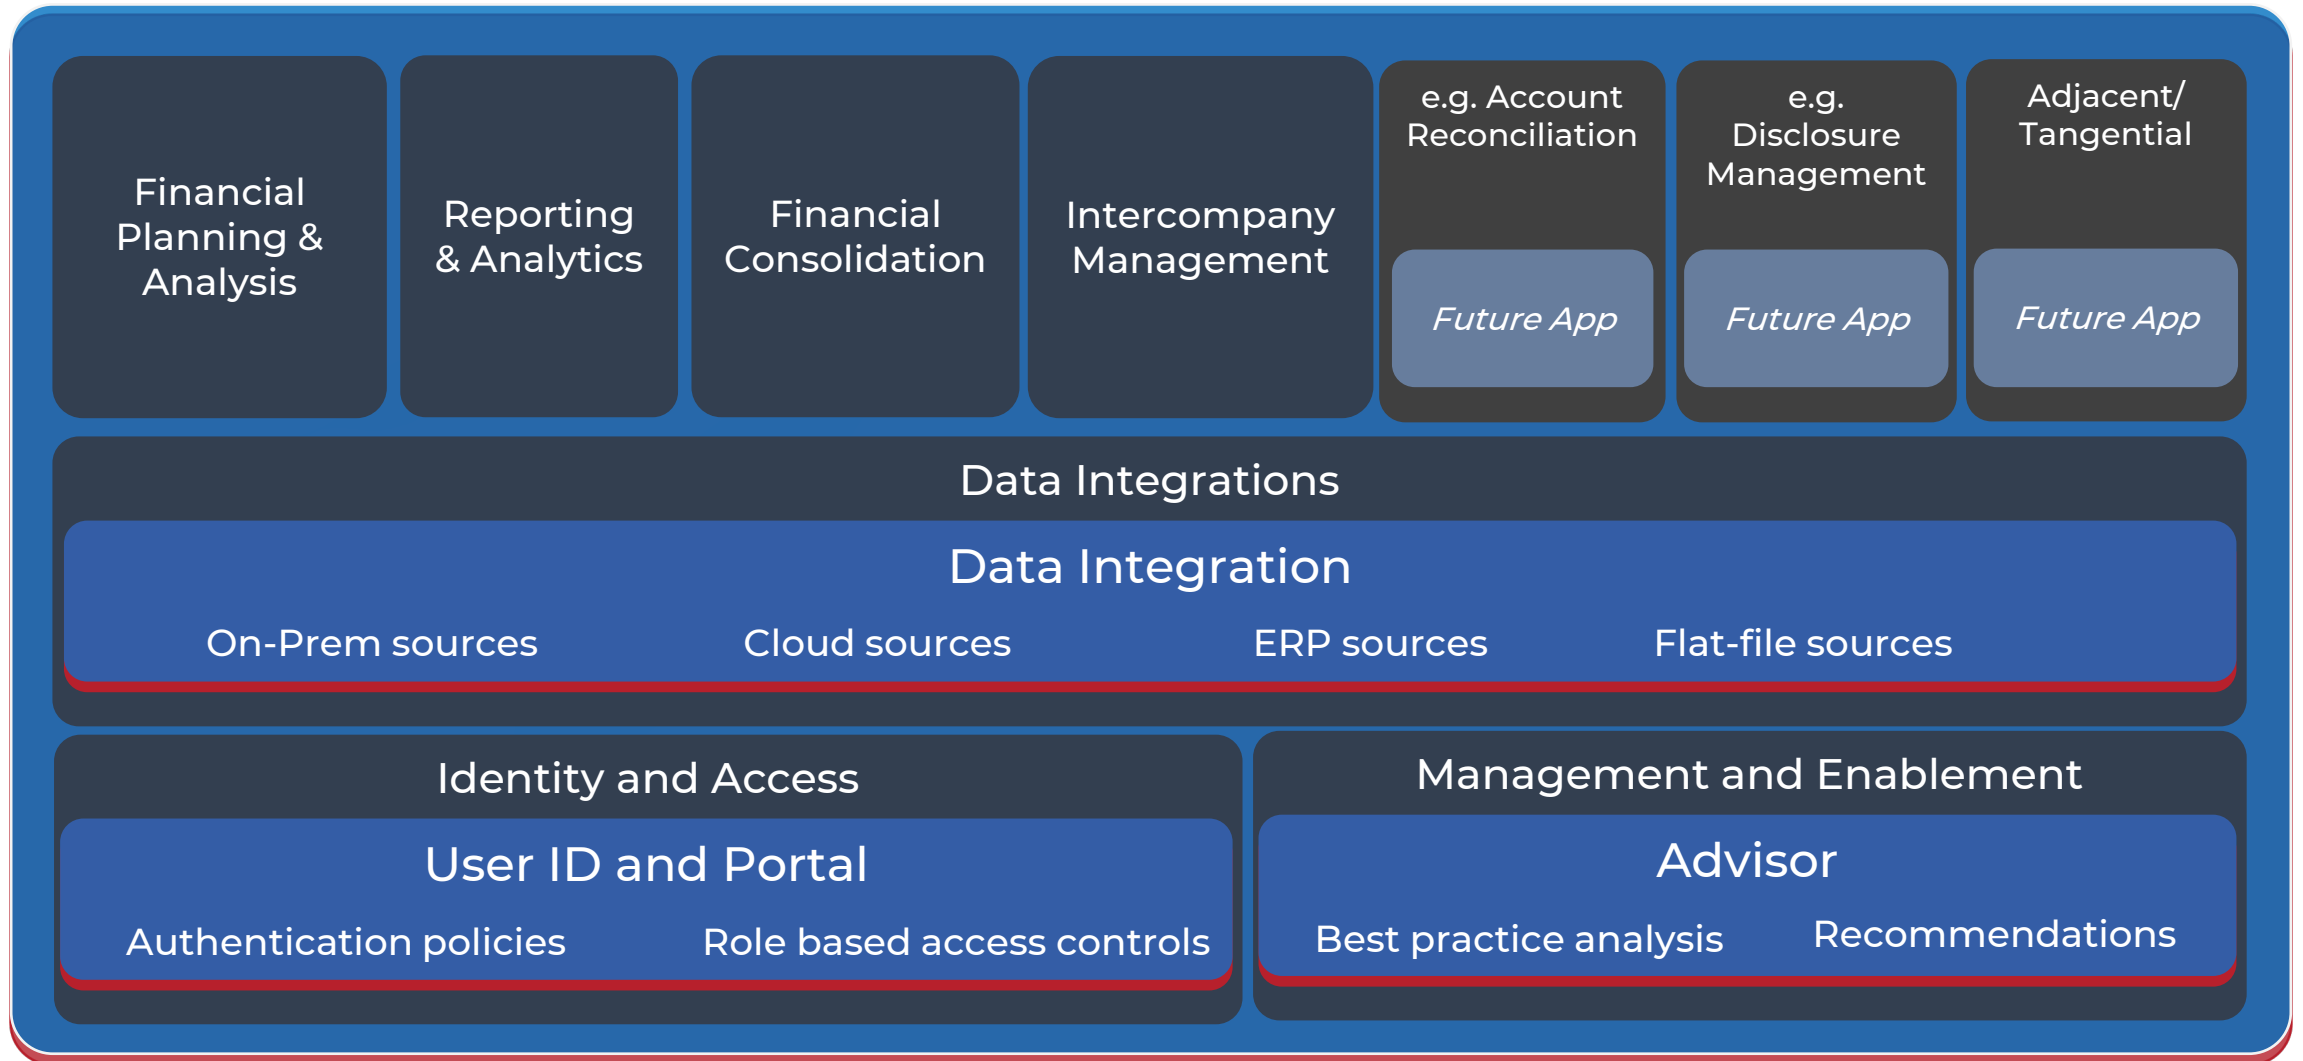 Financial
Planning &
Analysis
Reporting
& Analytics
Financial
Consolidation
Intercompany
Management
e.g. Account
Reconciliation
Future App
e.g.
Disclosure
Management
Future App
Adjacent/
Tangential
Future App
Data Integrations
Data Integration
On-Prem sources
Cloud sources
ERP sources
Flat-file sources
Identity and Access
User ID and Portal
Authentication policies
Role based access controls
Management and Enablement
Advisor
Best practice analysis
Recommendations